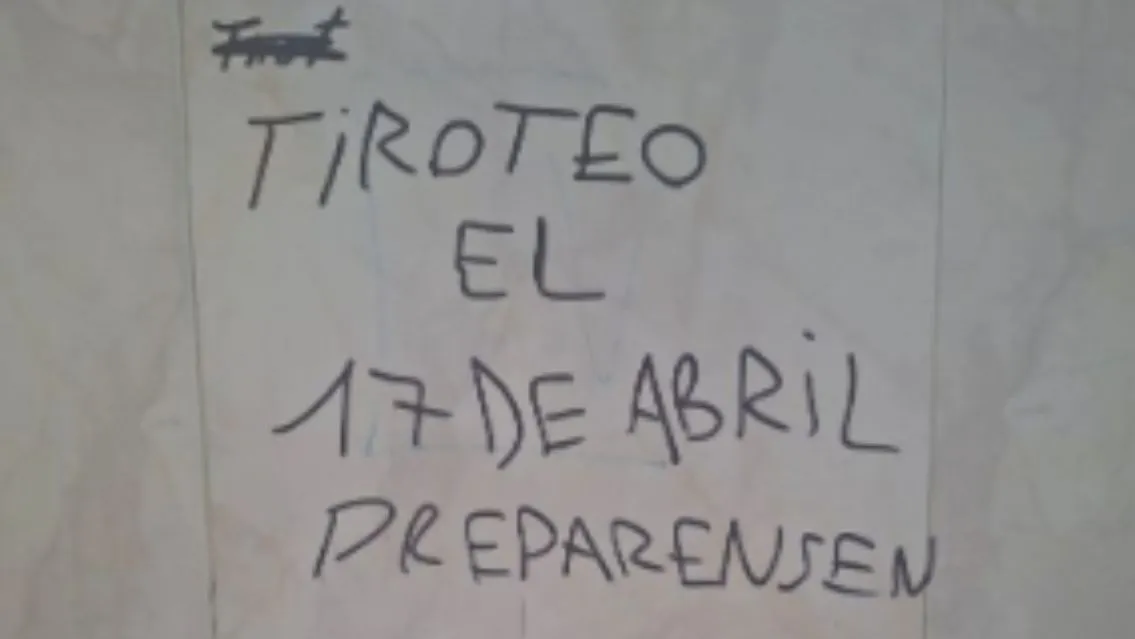 TiROTEO
EL
17 DE ABRiL
PREPARENSEN